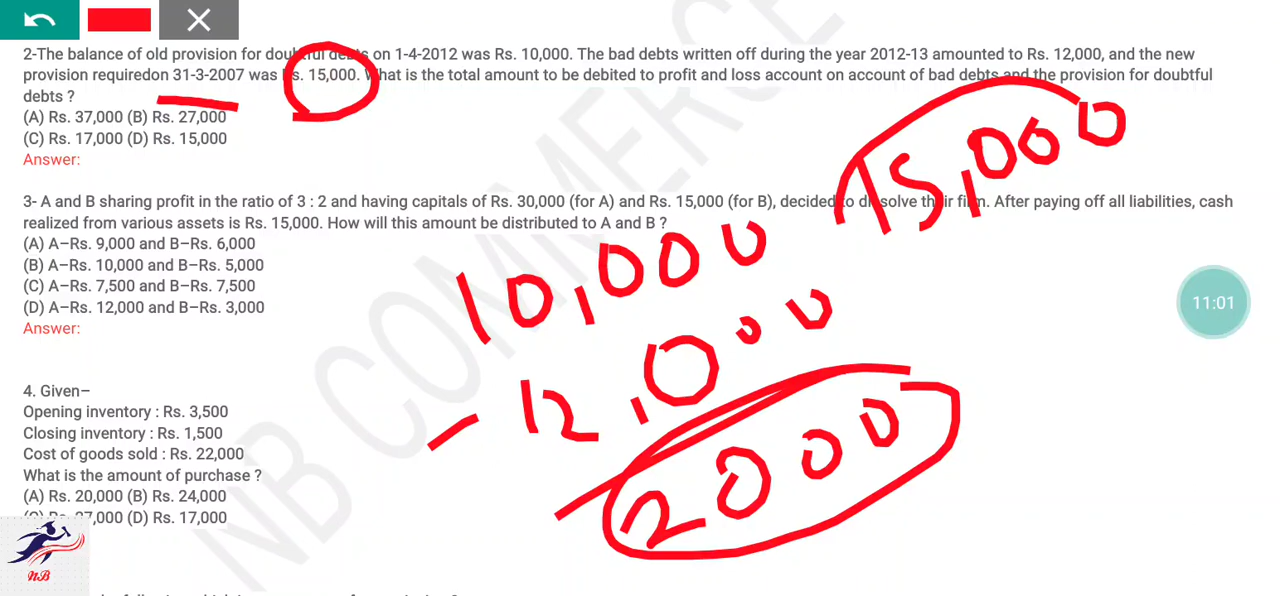 2-The balance of old provision for doubtful debts on 1-4-2012 was Rs. 10,000. The bad debts written off during the year 2012-13 amounted to Rs. 12,000, and the new
provision requiredon 31-3-2007 was Rs. 15,000. What is the total amount to be debited to profit and loss account on account of bad debts and the provision for doubtful
debts ?
(A) Rs. 37,000 (B) Rs. 27,000
(C) Rs. 17,000 (D) Rs. 15,000
Answer:
15,000
3- A and B sharing profit in the ratio of 3 : 2 and having capitals of Rs. 30,000 (for A) and Rs. 15,000 (for B), decided to dissolve their firm. After paying off all liabilities, cash
realized from various assets is Rs. 15,000. How will this amount be distributed to A and B ?
(A) A–Rs. 9,000 and B–Rs. 6,000
(B) A–Rs. 10,000 and B–Rs. 5,000
(C) A–Rs. 7,500 and B–Rs. 7,500
(D) A–Rs. 12,000 and B–Rs. 3,000
Answer:
10,000
- 12,000
2000
11:01
4. Given–
Opening inventory : Rs. 3,500
Closing inventory : Rs. 1,500
Cost of goods sold : Rs. 22,000
What is the amount of purchase ?
(A) Rs. 20,000 (B) Rs. 24,000
(C) Rs. 27,000 (D) Rs. 17,000
NB
NB COMMERCE